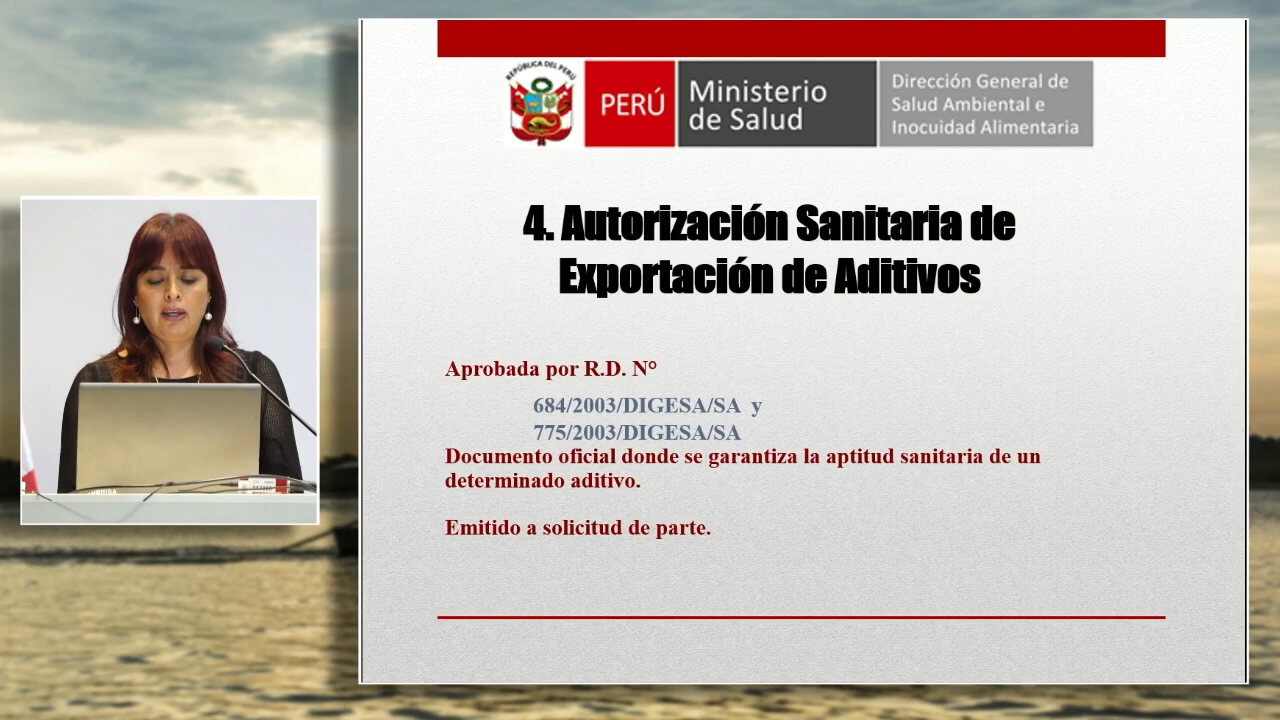 REPÚBLICA DEL PERÚ
PERÚ
Ministerio
de Salud
Dirección General de
Salud Ambiental e
Inocuidad Alimentaria
4. Autorización Sanitaria de
Exportación de Aditivos
Aprobada por R.D. N°
684/2003/DIGESA/SA y
775/2003/DIGESA/SA
Documento oficial donde se garantiza la aptitud sanitaria de un
determinado aditivo.
Emitido a solicitud de parte.